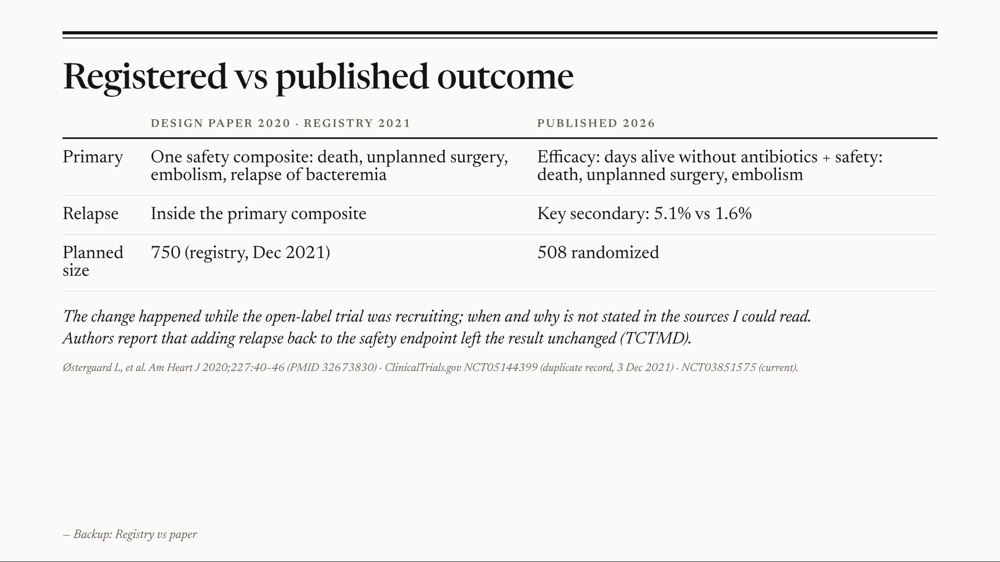 Registered vs published outcome
DESIGN PAPER 2020 · REGISTRY 2021
PUBLISHED 2026
Primary
One safety composite: death, unplanned surgery,
embolism, relapse of bacteremia
Efficacy: days alive without antibiotics + safety:
death, unplanned surgery, embolism
Relapse
Inside the primary composite
Key secondary: 5.1% vs 1.6%
Planned
size
750 (registry, Dec 2021)
508 randomized
The change happened while the open-label trial was recruiting; when and why is not stated in the sources I could read.
Authors report that adding relapse back to the safety endpoint left the result unchanged (TCTMD).
Østergaard L, et al. Am Heart J 2020;227:40–46 (PMID 32673830) · ClinicalTrials.gov NCT05144399 (duplicate record, 3 Dec 2021) · NCT03851575 (current).
– Backup: Registry vs paper